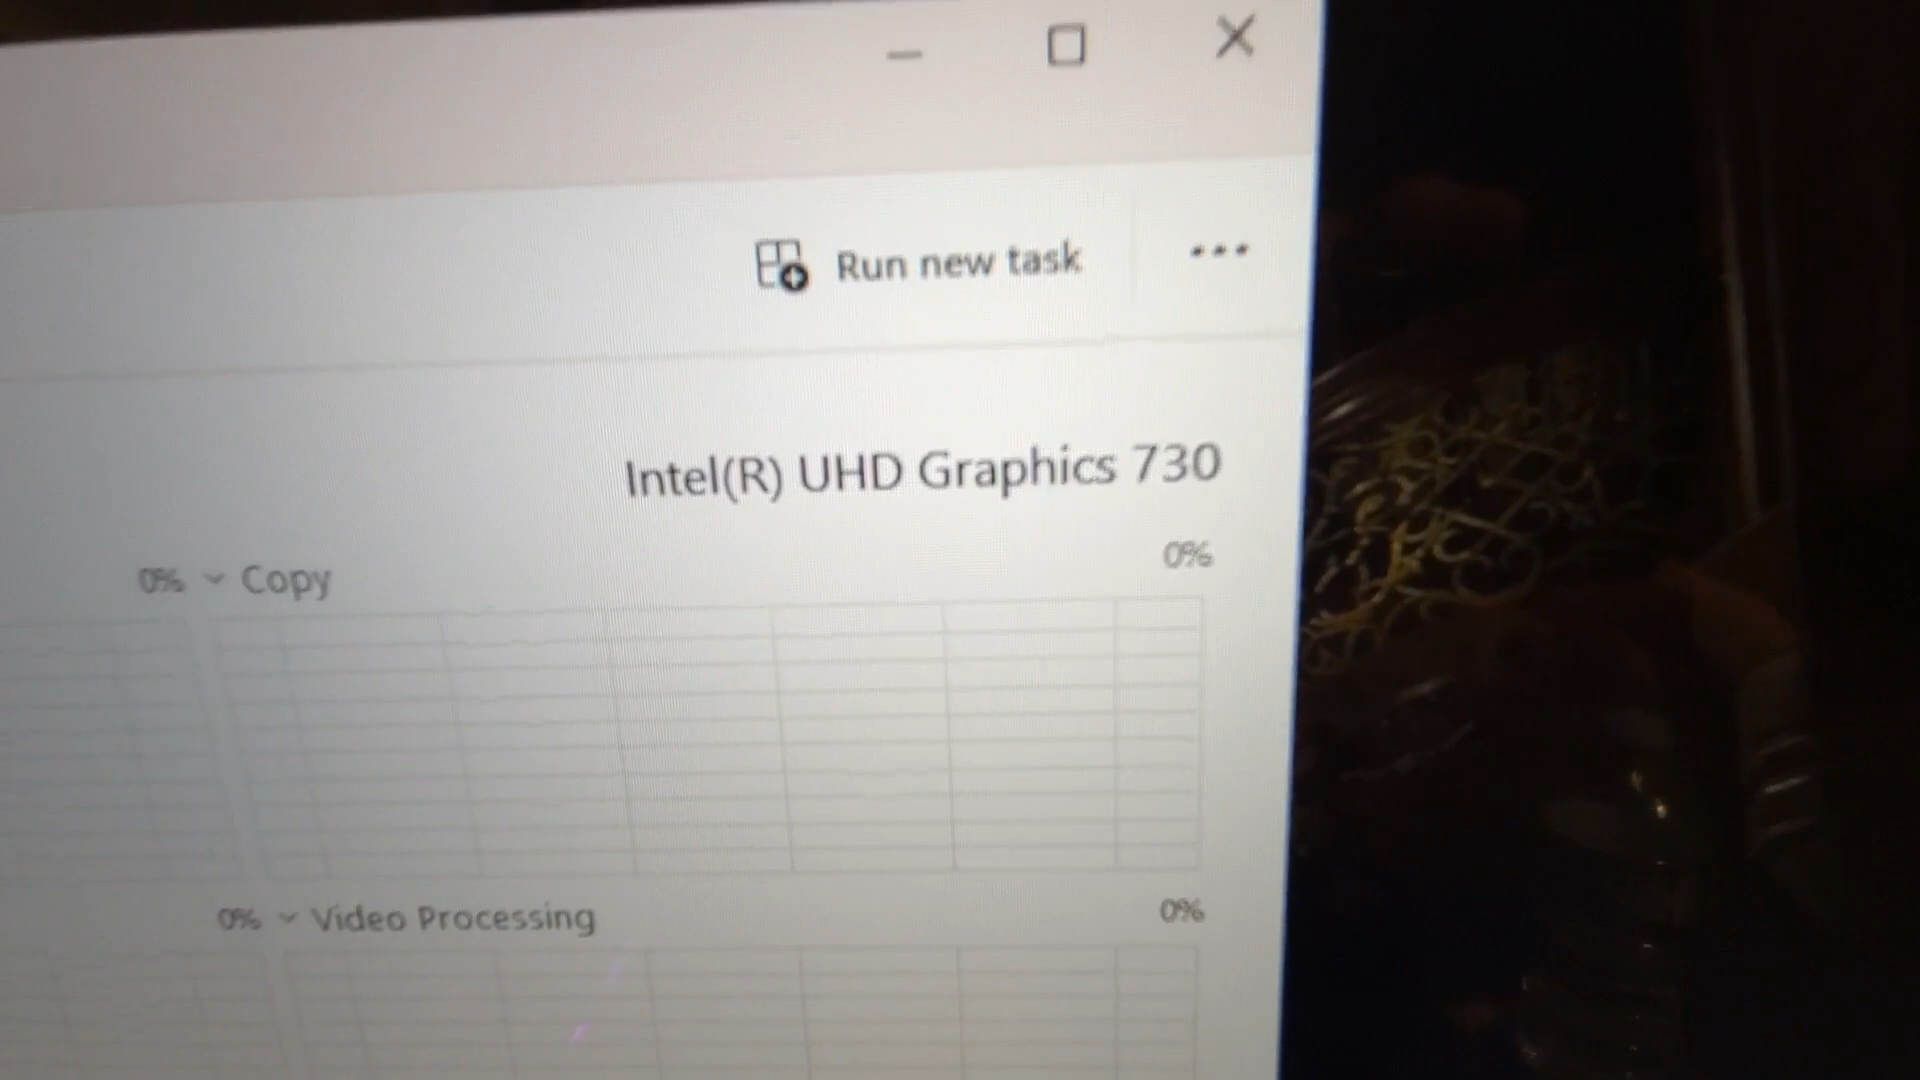 Run new task
Intel(R) UHD Graphics 730
0% Copy 0%
0% Video Processing 0%